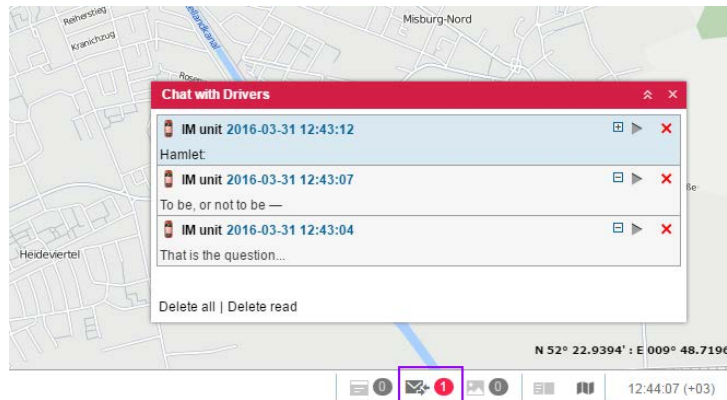 Reiherstieg
Misburg-Nord
Kranichzug
Chat with Drivers
IM unit 2016-03-31 12:43:12
Hamlet:
IM unit 2016-03-31 12:43:07
To be, or not to be —
IM unit 2016-03-31 12:43:04
That is the question...
Heideviertel
Delete all | Delete read
N 52° 22.9394' : E 009° 48.7196
0 1 0 12:44:07 (+03)